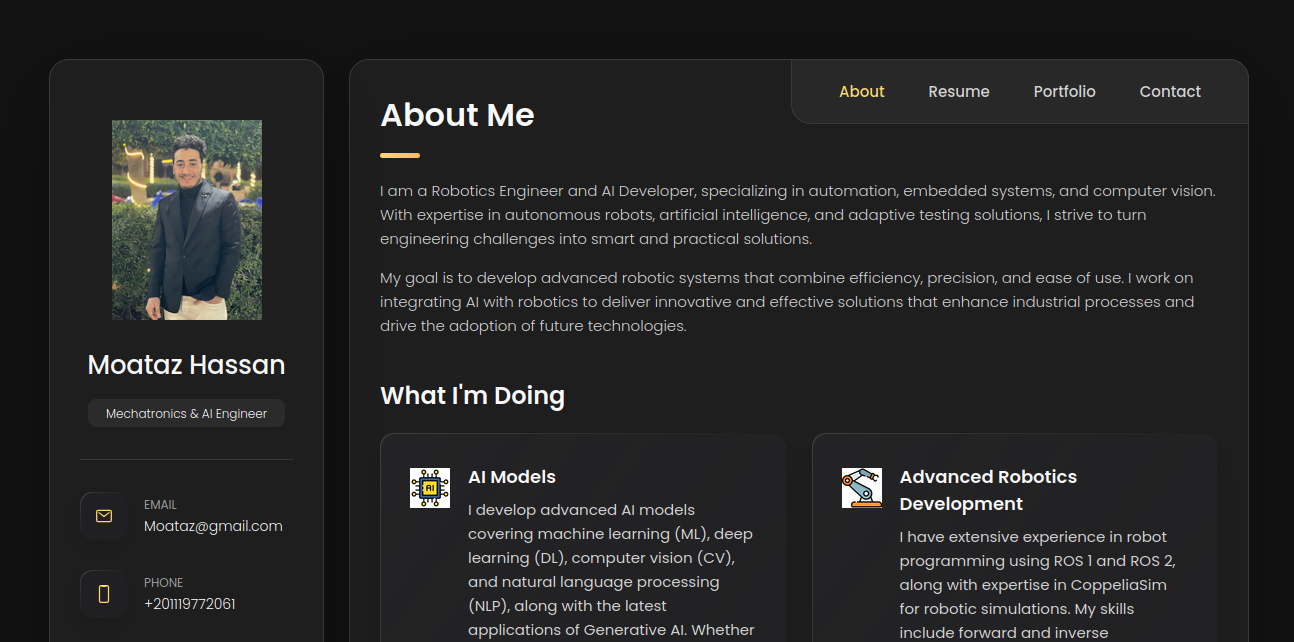 About
Resume
Portfolio
Contact
Moataz Hassan
Mechatronics & AI Engineer
EMAIL
Moataz@gmail.com
PHONE
+201119772061
About Me
I am a Robotics Engineer and AI Developer, specializing in automation, embedded systems, and computer vision.
With expertise in autonomous robots, artificial intelligence, and adaptive testing solutions, I strive to turn
engineering challenges into smart and practical solutions.
My goal is to develop advanced robotic systems that combine efficiency, precision, and ease of use. I work on
integrating AI with robotics to deliver innovative and effective solutions that enhance industrial processes and
drive the adoption of future technologies.
What I'm Doing
AI
AI Models
I develop advanced AI models
covering machine learning (ML), deep
learning (DL), computer vision (CV),
and natural language processing
(NLP), along with the latest
applications of Generative AI. Whether
Advanced Robotics
Development
I have extensive experience in robot
programming using ROS 1 and ROS 2,
along with expertise in CoppeliaSim
for robotic simulations. My skills
include forward and inverse